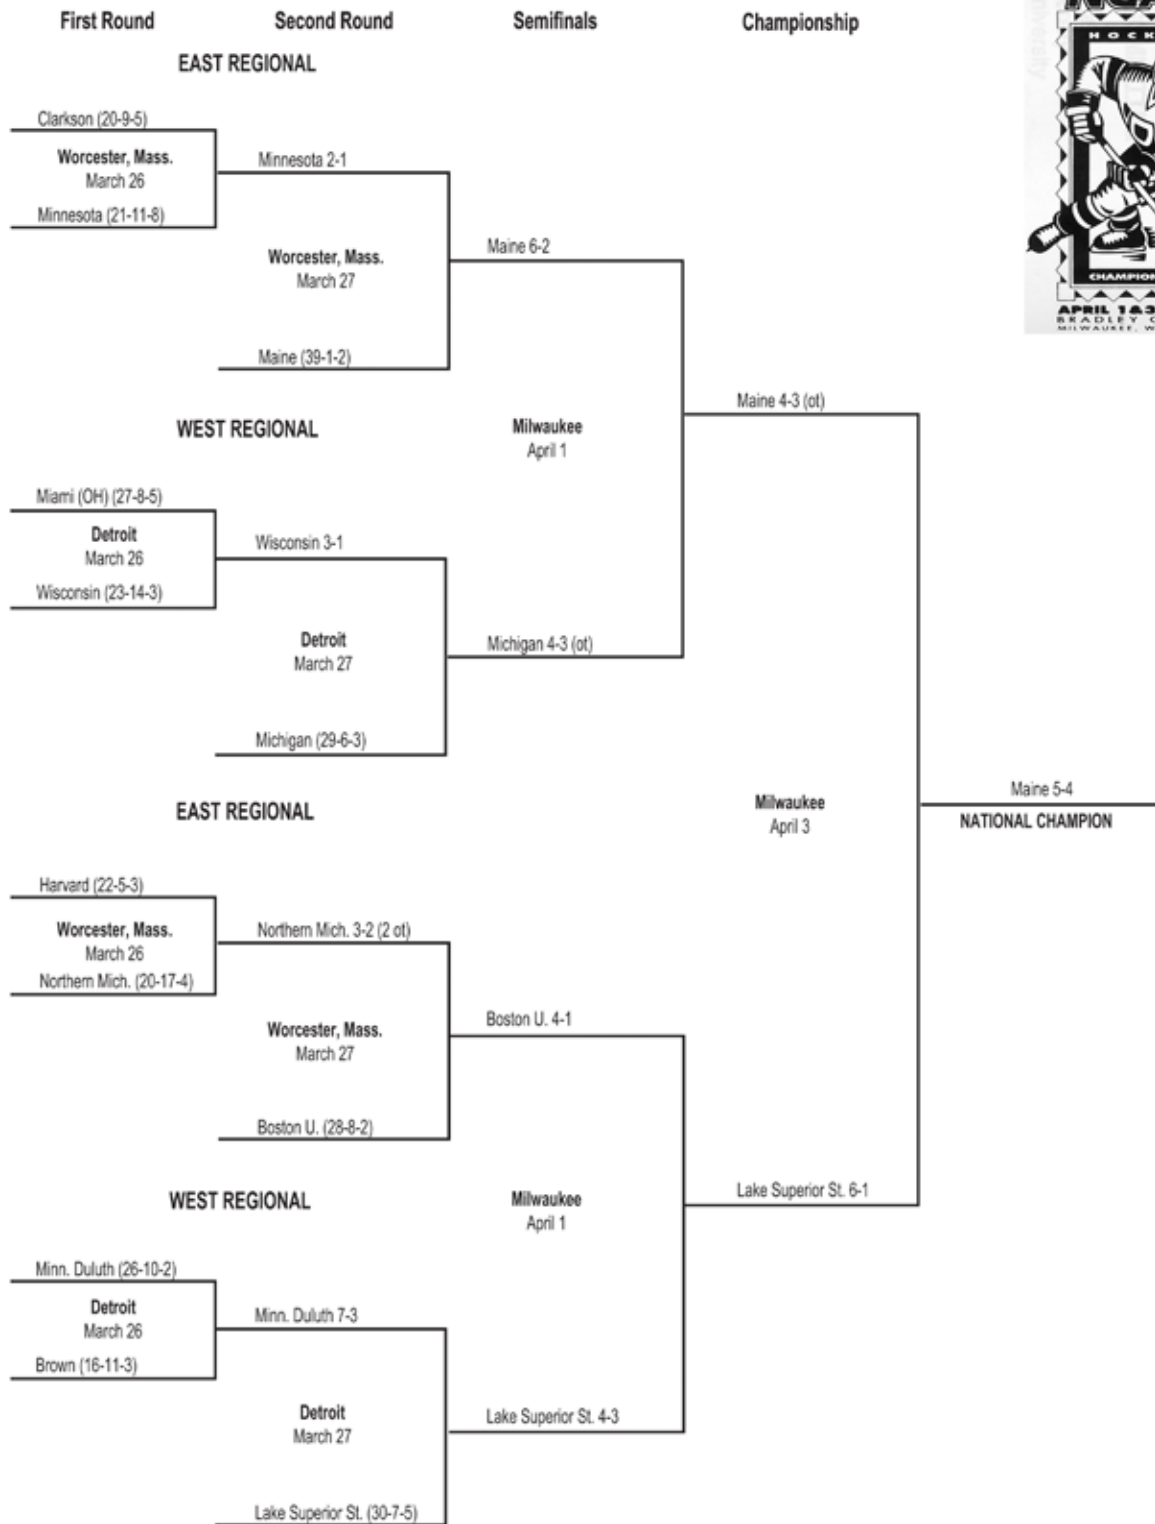 First Round Second Round Semifinals Championship
EAST REGIONAL
Clarkson (20-9-5)
Worcester, Mass.
March 26
Minnesota (21-11-8)
Minnesota 2-1
Worcester, Mass.
March 27
Maine (39-1-2)
Maine 6-2
WEST REGIONAL
Milwaukee
April 1
Maine 4-3 (ot)
Miami (OH) (27-8-5)
Detroit
March 26
Wisconsin (23-14-3)
Wisconsin 3-1
Detroit
March 27
Michigan (29-6-3)
Michigan 4-3 (ot)
EAST REGIONAL
Milwaukee
April 3
Maine 5-4
NATIONAL CHAMPION
Harvard (22-5-3)
Worcester, Mass.
March 26
Northern Mich. (20-17-4)
Northern Mich. 3-2 (2 ot)
Worcester, Mass.
March 27
Boston U. (28-8-2)
Boston U. 4-1
WEST REGIONAL
Milwaukee
April 1
Lake Superior St. 6-1
Minn. Duluth (26-10-2)
Detroit
March 26
Brown (16-11-3)
Minn. Duluth 7-3
Detroit
March 27
Lake Superior St. (30-7-5)
Lake Superior St. 4-3
HOCK
CHAMPION
APRIL 1&3
BRADLEY C
MILWAUKEE, W